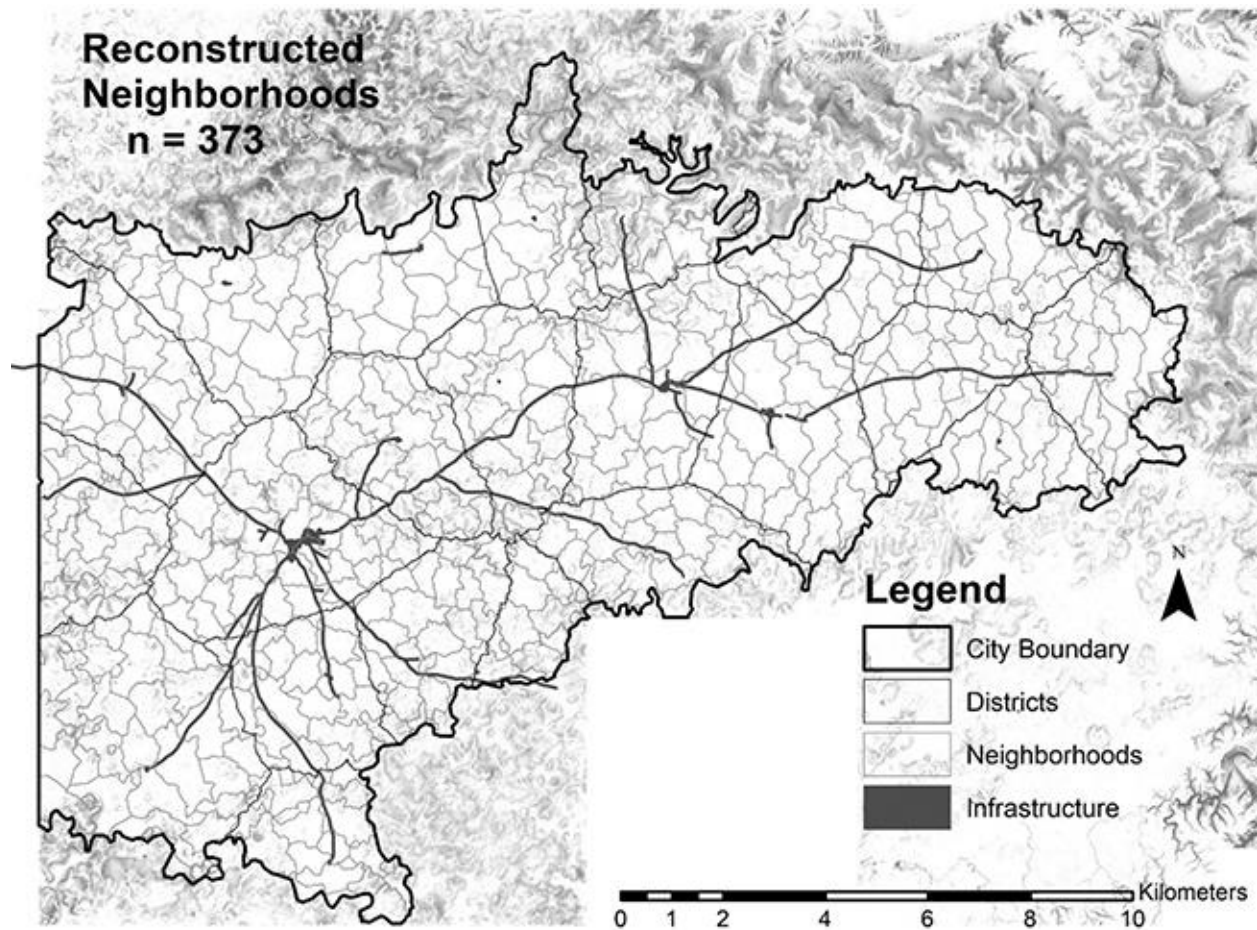 Reconstructed
Neighborhoods
n = 373
N
Legend
City Boundary
Districts
Neighborhoods
Infrastructure
Kilometers
0 1 2 4 6 8 10